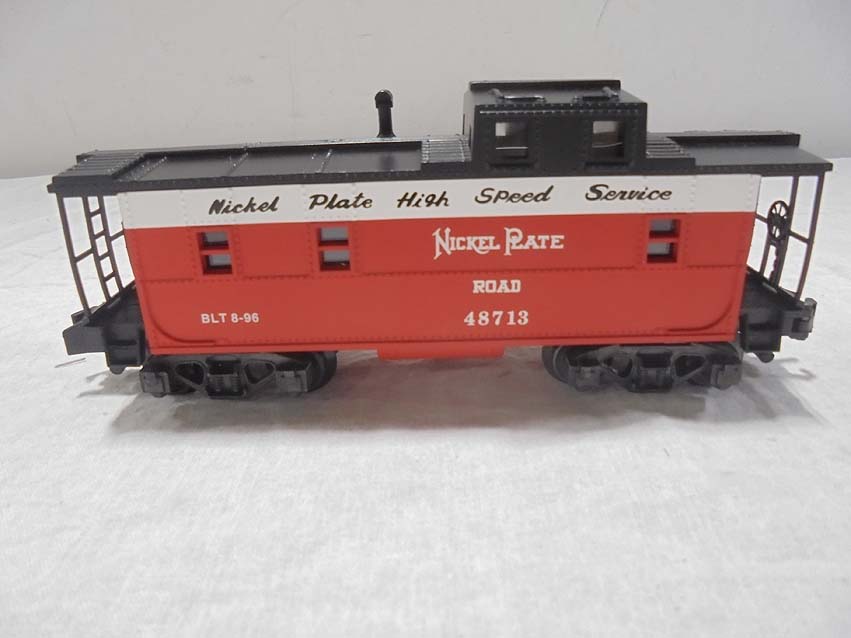 Nickel Plate High Speed Service
NICKEL PLATE
ROAD
BLT 8-96
48713